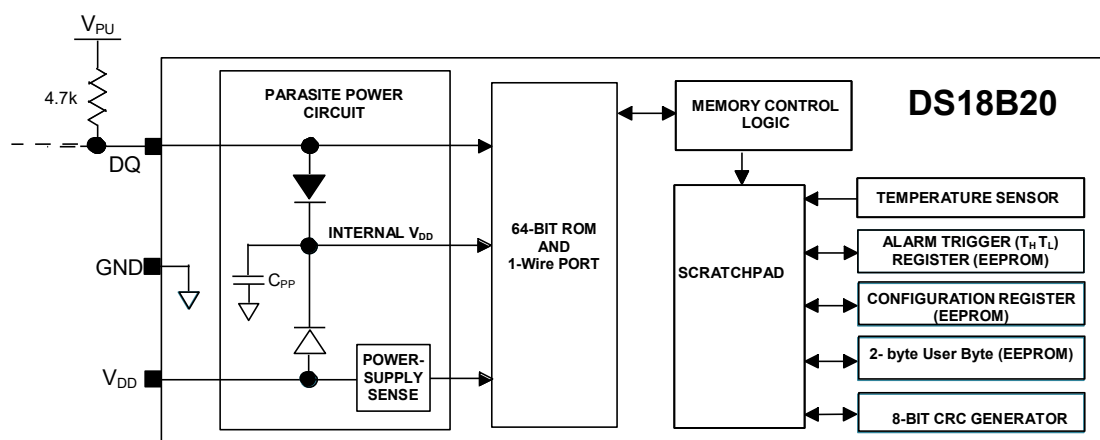 V_PU
4.7k
DQ
GND
V_DD
PARASITE POWER
CIRCUIT
INTERNAL V_DD
C_PP
POWER-
SUPPLY
SENSE
64-BIT ROM
AND
1-Wire PORT
MEMORY CONTROL
LOGIC
SCRATCHPAD
DS18B20
TEMPERATURE SENSOR
ALARM TRIGGER (T_H T_L)
REGISTER (EEPROM)
CONFIGURATION REGISTER
(EEPROM)
2- byte User Byte (EEPROM)
8-BIT CRC GENERATOR